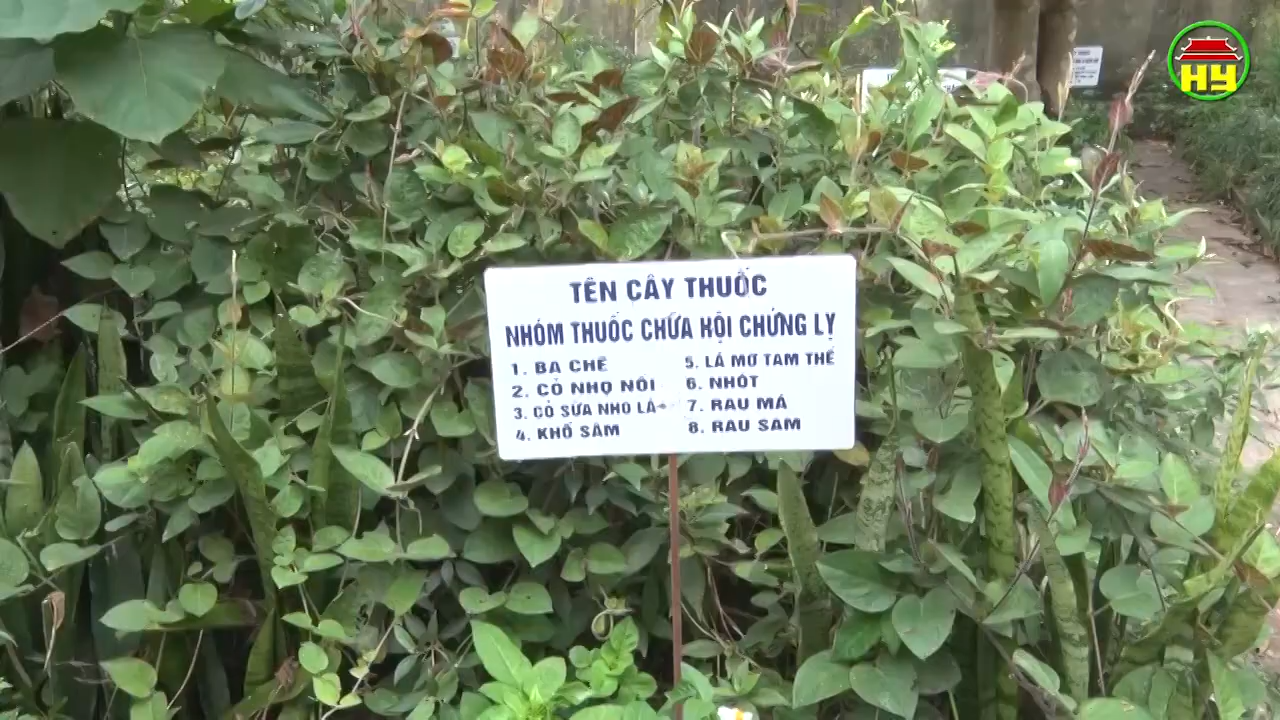 HY
TÊN CÂY THUỐC
NHÓM THUỐC CHỮA HỘI CHỨNG LỴ
1. BA CHẼ
2. CỎ NHỌ NỒI
3. CỎ SỮA NHO LÁ
4. KHỔ SÂM
5. LÁ MƠ TAM THỂ
6. NHÓT
7. RAU MÁ
8. RAU SAM